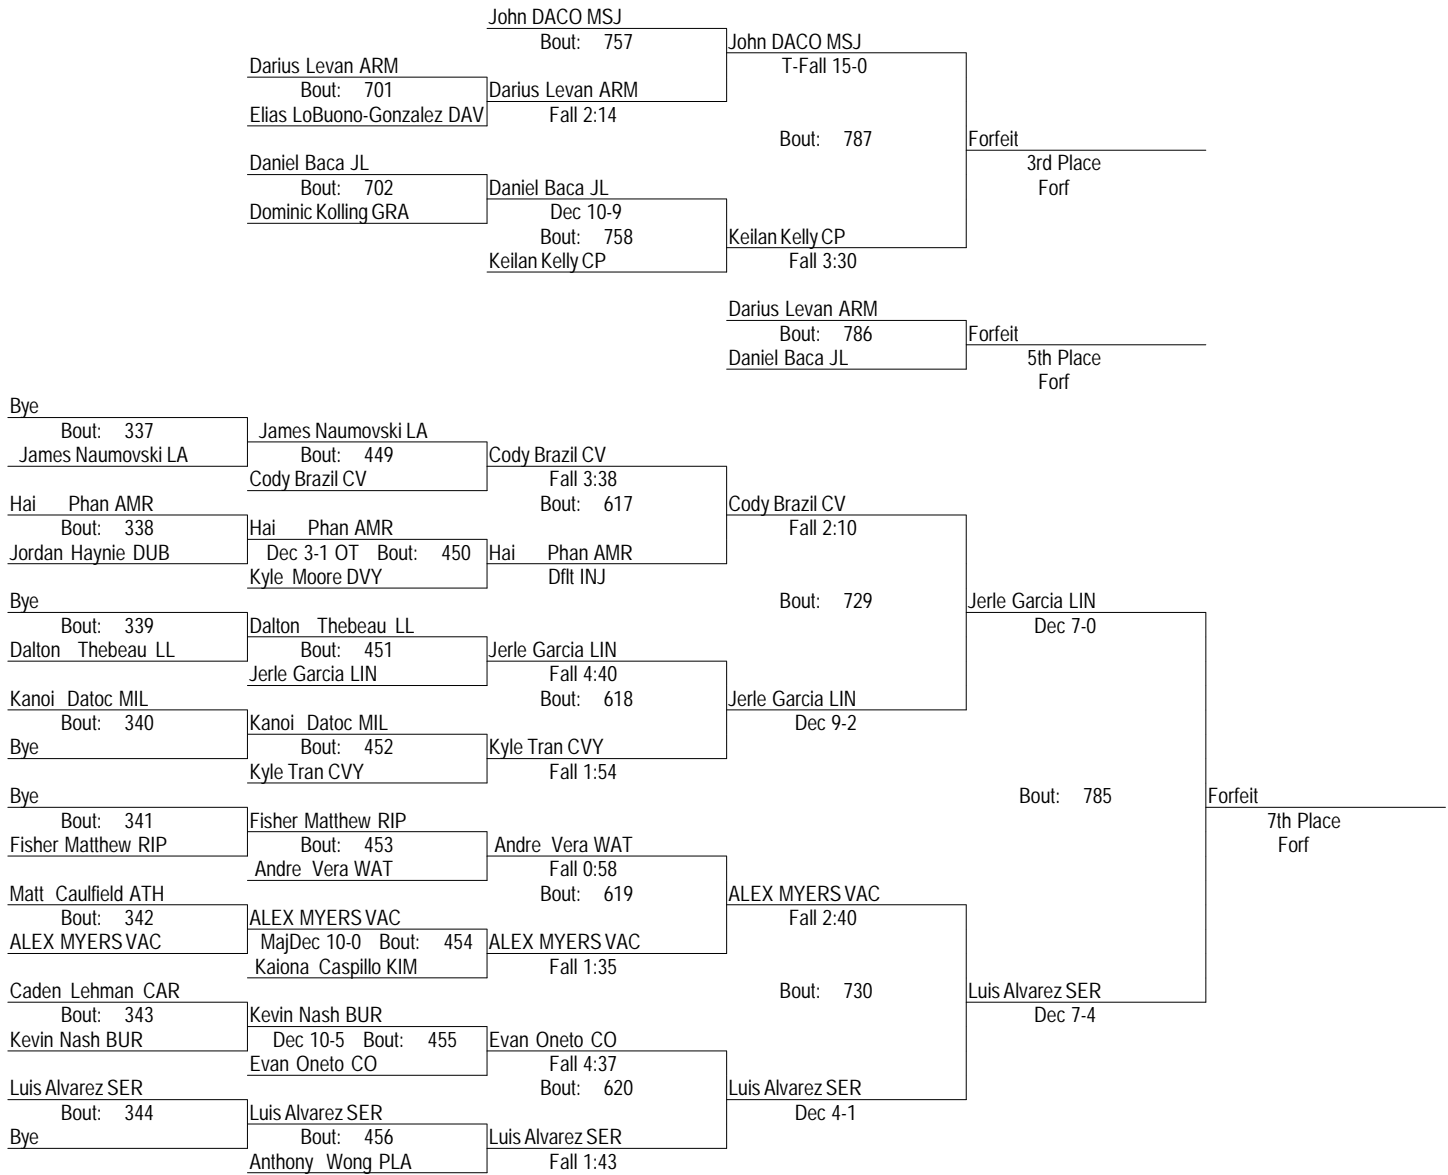 John DACO MSJ
Bout: 757
John DACO MSJ
T-Fall 15-0
Darius Levan ARM
Bout: 701
Darius Levan ARM
Elias LoBuono-Gonzalez DAV
Fall 2:14
Bout: 787
Forfeit
3rd Place
Forf
Daniel Baca JL
Bout: 702
Daniel Baca JL
Dominic Kolling GRA
Dec 10-9
Bout: 758
Keilan Kelly CP
Keilan Kelly CP
Fall 3:30
Darius Levan ARM
Bout: 786
Forfeit
Daniel Baca JL
5th Place
Forf
Bye
Bout: 337
James Naumovski LA
James Naumovski LA
Bout: 449
Cody Brazil CV
Cody Brazil CV
Fall 3:38
Bout: 617
Cody Brazil CV
Fall 2:10
Hai Phan AMR
Bout: 338
Hai Phan AMR
Jordan Haynie DUB
Dec 3-1 OT Bout: 450
Hai Phan AMR
Kyle Moore DVY
Dflt INJ
Bye
Bout: 339
Dalton Thebeau LL
Dalton Thebeau LL
Bout: 451
Jerle Garcia LIN
Jerle Garcia LIN
Fall 4:40
Bout: 729
Jerle Garcia LIN
Dec 7-0
Bout: 618
Jerle Garcia LIN
Dec 9-2
Kanoi Datoc MIL
Bout: 340
Kanoi Datoc MIL
Bye
Bout: 452
Kyle Tran CVY
Kyle Tran CVY
Fall 1:54
Bout: 785
Forfeit
7th Place
Forf
Bye
Bout: 341
Fisher Matthew RIP
Fisher Matthew RIP
Bout: 453
Andre Vera WAT
Andre Vera WAT
Fall 0:58
Bout: 619
ALEX MYERS VAC
Fall 2:40
Matt Caulfield ATH
Bout: 342
ALEX MYERS VAC
ALEX MYERS VAC
MajDec 10-0 Bout: 454
ALEX MYERS VAC
Kaiona Caspillo KIM
Fall 1:35
Bout: 730
Luis Alvarez SER
Dec 7-4
Caden Lehman CAR
Bout: 343
Kevin Nash BUR
Kevin Nash BUR
Dec 10-5 Bout: 455
Evan Oneto CO
Evan Oneto CO
Fall 4:37
Bout: 620
Luis Alvarez SER
Dec 4-1
Luis Alvarez SER
Bout: 344
Luis Alvarez SER
Bye
Bout: 456
Luis Alvarez SER
Anthony Wong PLA
Fall 1:43